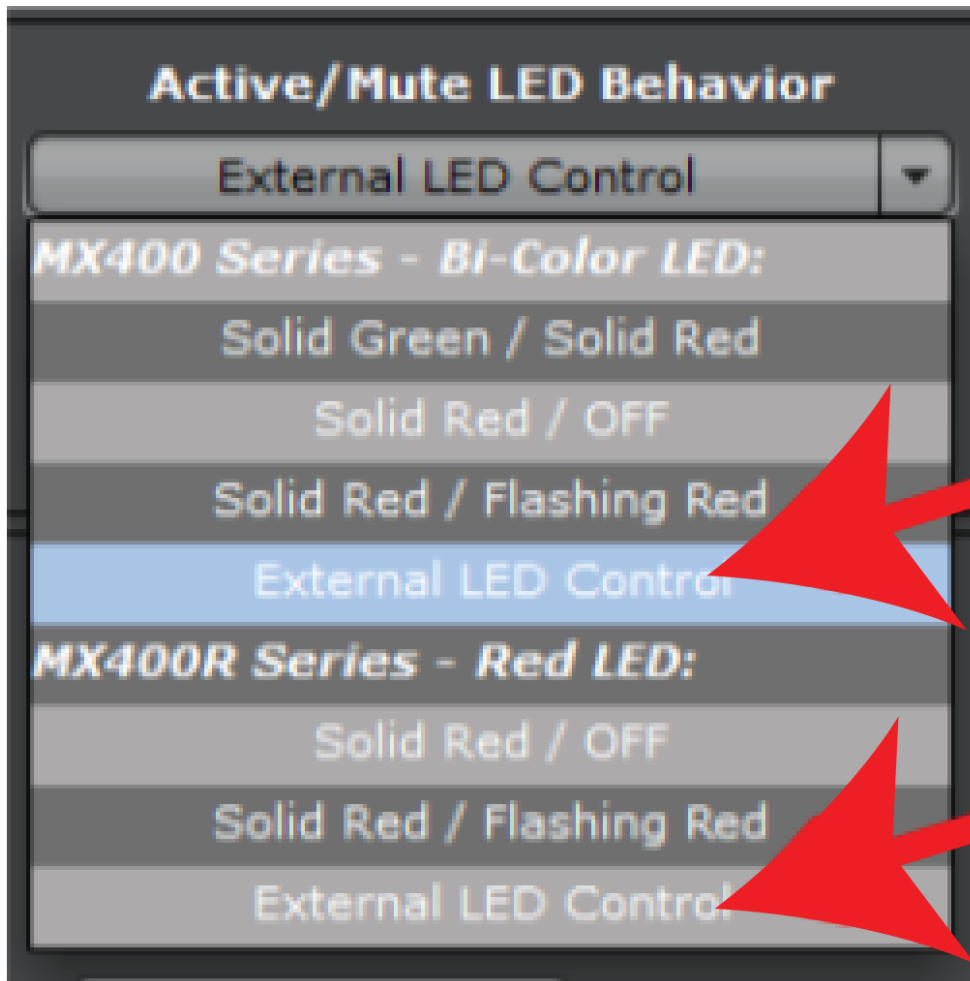 Active/Mute LED Behavior
External LED Control
MX400 Series - Bi-Color LED:
Solid Green / Solid Red
Solid Red / OFF
Solid Red / Flashing Red
External LED Control
MX400R Series - Red LED:
Solid Red / OFF
Solid Red / Flashing Red
External LED Control